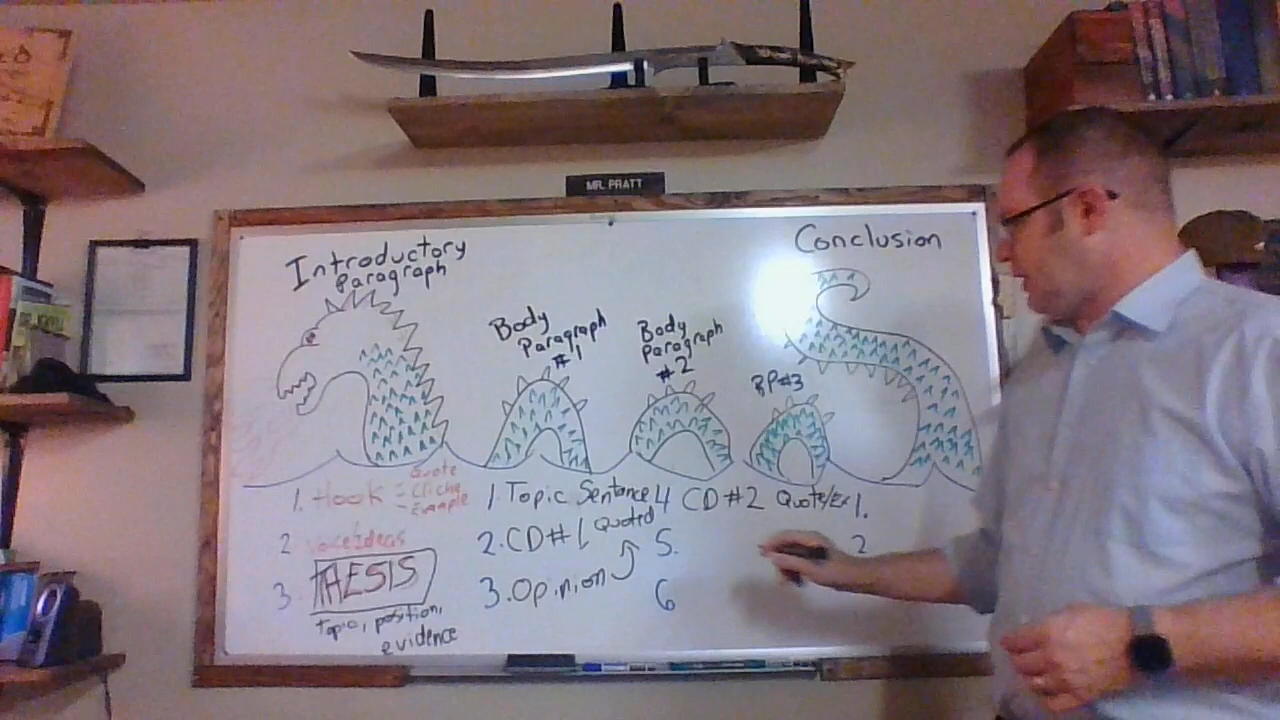 MR. PRATT
Introductory
Paragraph
Conclusion
Body
Paragraph
#1
Body
Paragraph
#2
BP#3
1. Hook = Quote
- Cliche
- Example
2 voice/ideas
3. THESIS
Topic, position,
evidence
1. Topic Sentence
2. CD #1, Quoted
3. Opinion
4 CD #2 Quote/Ex
5.
6
1.
2